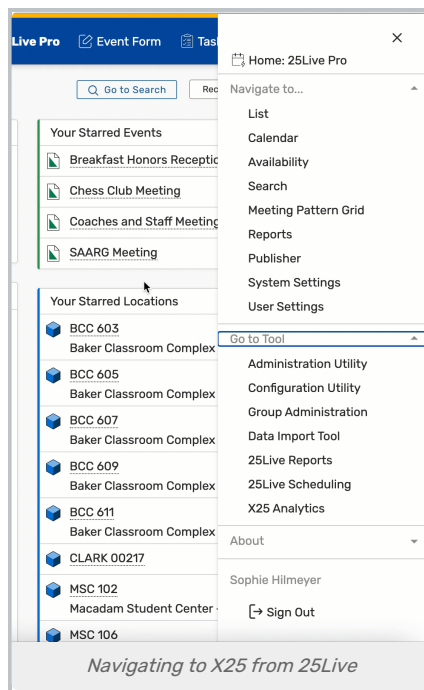 Live Pro
Event Form
Tas
Go to Search
Rec
Your Starred Events
Breakfast Honors Receptio
Chess Club Meeting
Coaches and Staff Meeting
SAARG Meeting
Your Starred Locations
BCC 603
Baker Classroom Complex
BCC 605
Baker Classroom Complex
BCC 607
Baker Classroom Complex
BCC 609
Baker Classroom Complex
BCC 611
Baker Classroom Complex
CLARK 00217
MSC 102
Macadam Student Center -
MSC 106
Home: 25Live Pro
Navigate to...
List
Calendar
Availability
Search
Meeting Pattern Grid
Reports
Publisher
System Settings
User Settings
Go to Tool
Administration Utility
Configuration Utility
Group Administration
Data Import Tool
25Live Reports
25Live Scheduling
X25 Analytics
About
Sophie Hilmeyer
Sign Out
Navigating to X25 from 25Live